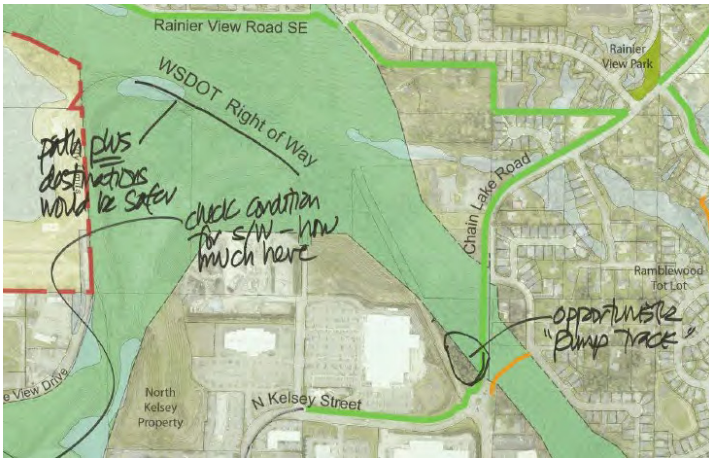 Rainier View Road SE
Rainier
View Park
WSDOT Right of Way
path plus
destinations
would be safer
check condition
for s/w - how
much here
Chain Lake Road
Ramblewood
Tot Lot
opportunistic
"Pump Track"
e View Drive
North
Kelsey
Property
N Kelsey Street